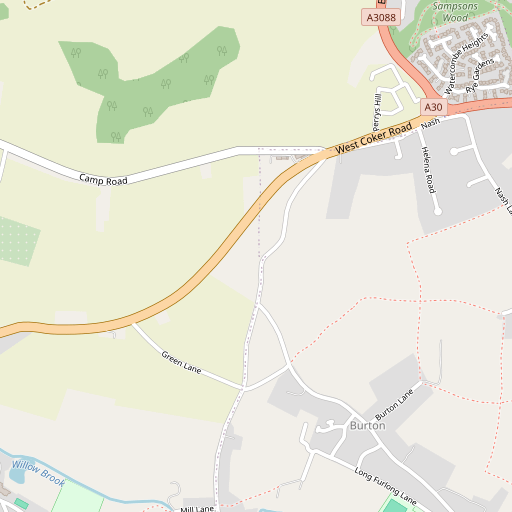 Sampsons
Wood
A3088
Watercombe Heights
Rye Gardens
A30
Perrys Hill
Nash
West Coker Road
Helena Road
Camp Road
Nash La
Green Lane
Burton Lane
Burton
Willow Brook
Long Furlong Lane
Mill Lane